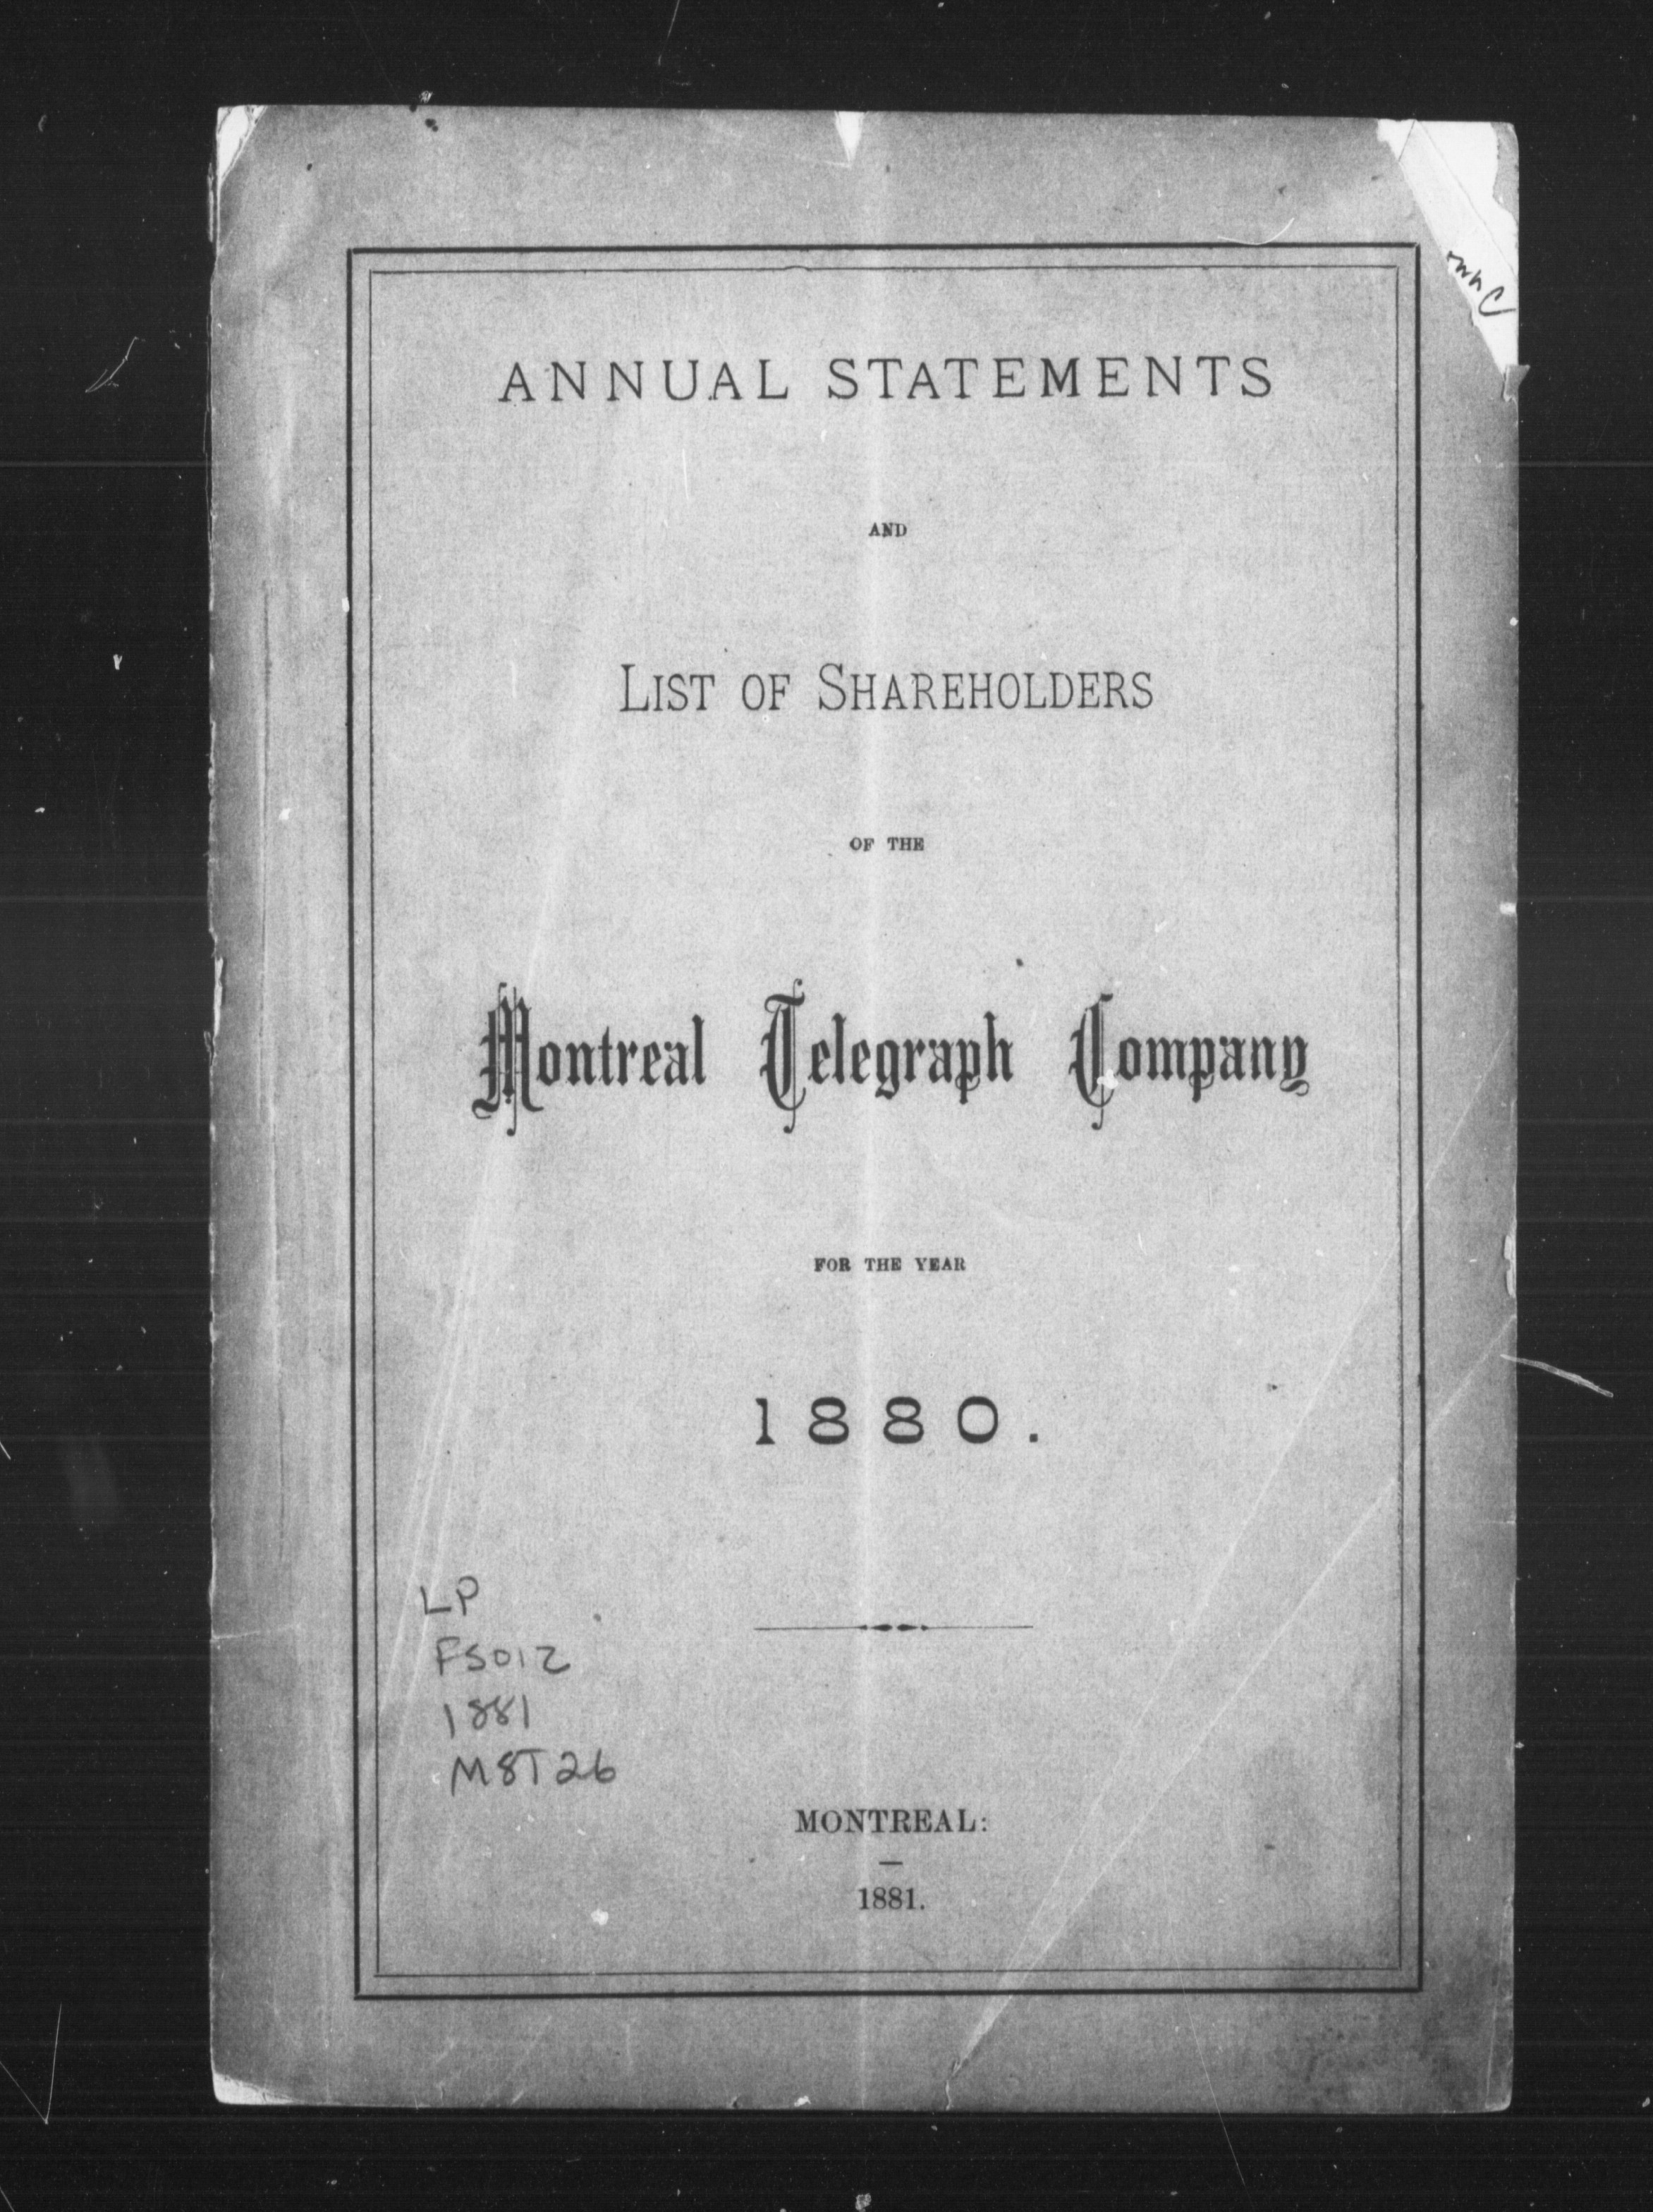 ANNUAL STATEMENTS
AND
LIST OF SHAREHOLDERS
OF THE
Montreal Telegraph Company
FOR THE YEAR
1880.
LP
FS012
1881
M8T26
MONTREAL:
1881.